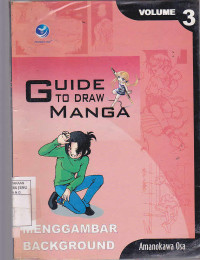 VOLUME 3
GUIDE
TO DRAW
MANGA
MENGGAMBAR
BACKGROUND
Amanokawa Osa